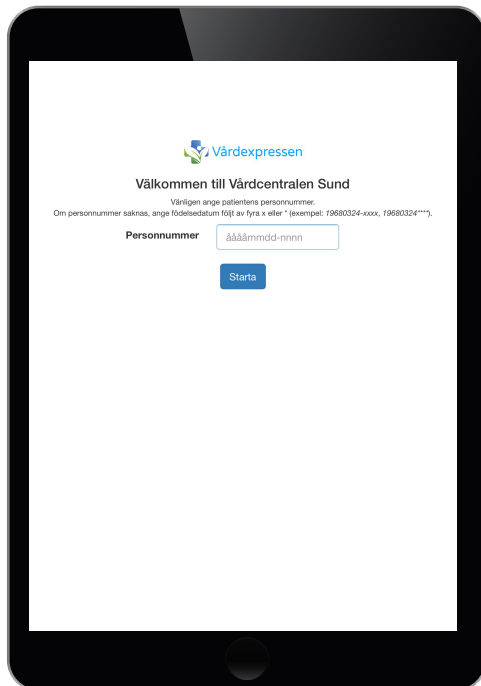 Vårdexpressen
Välkommen till Vårdcentralen Sund
Vänligen ange patientens personnummer.
Om personnummer saknas, ange födelsedatum följt av fyra x eller * (exempel: 19680324-xxxx, 19680324****).
Personnummer ååååmmdd-nnnn
Starta